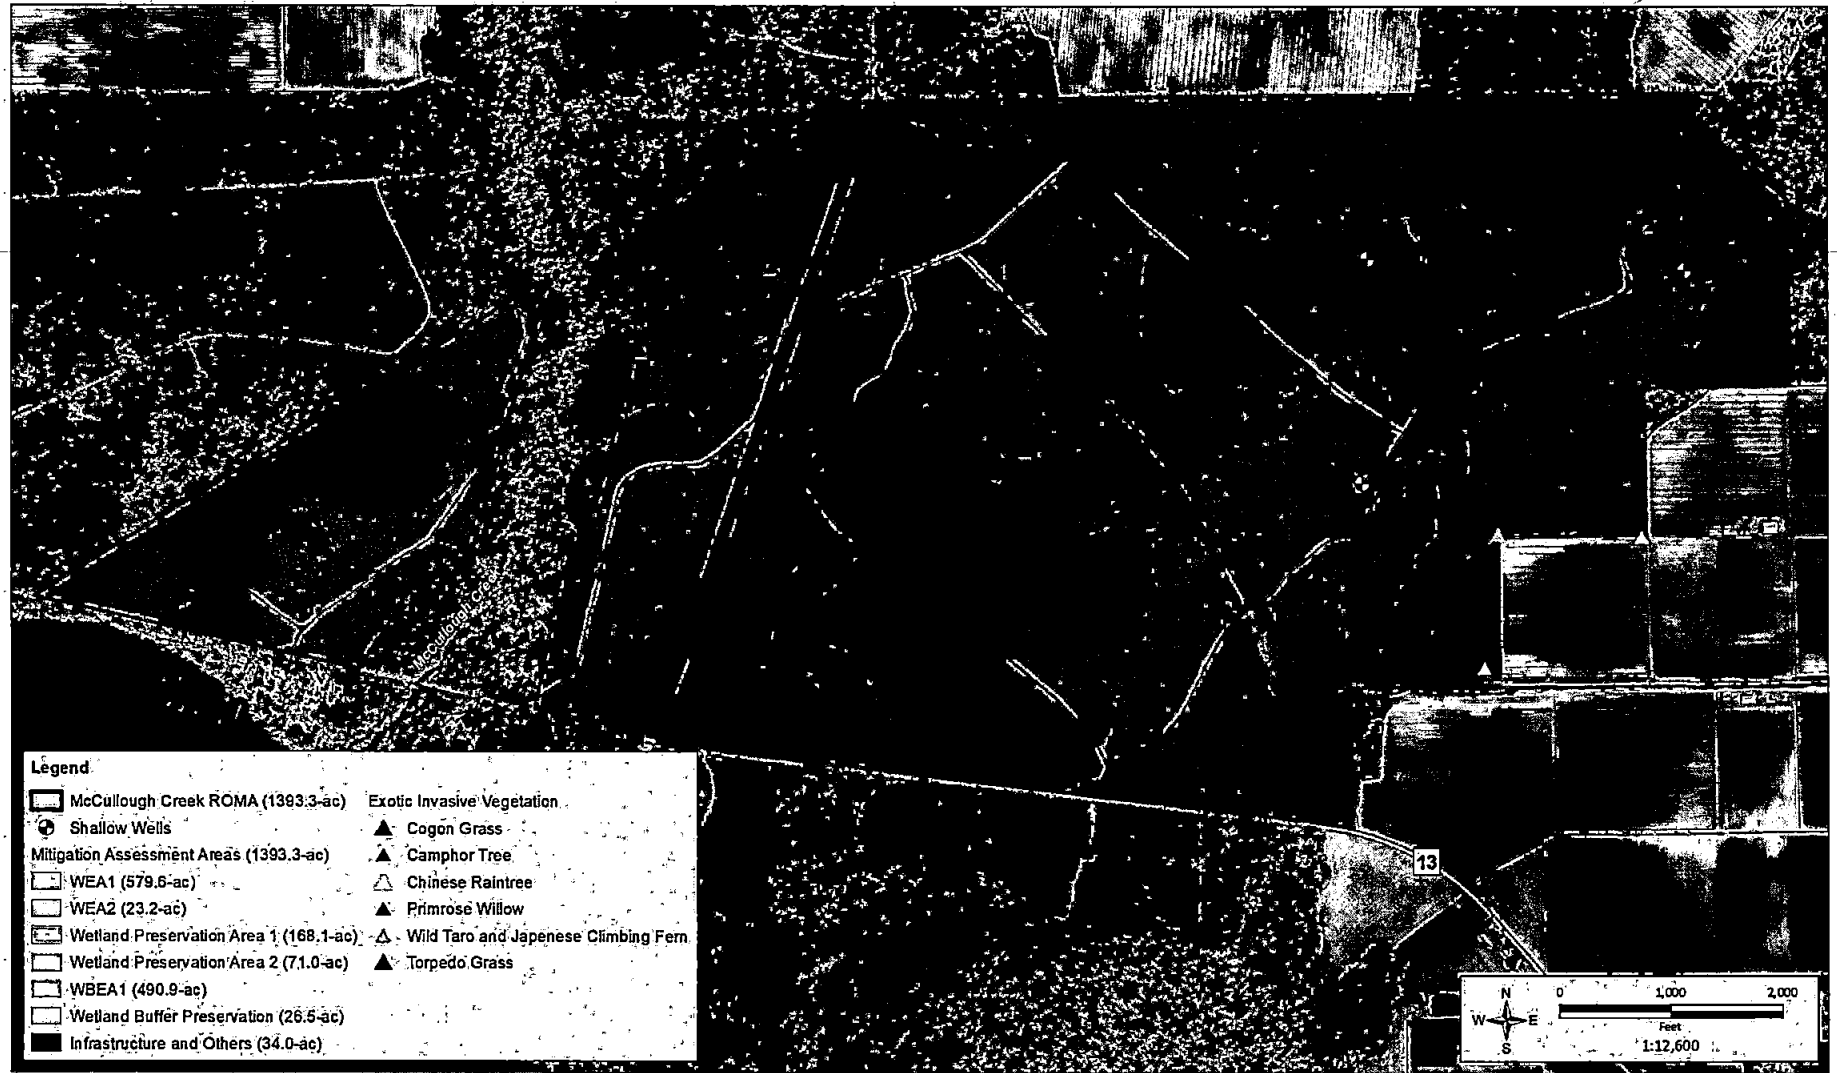 McCullough Creek
13
Legend
McCullough Creek ROMA (1393.3-ac)
Shallow Wells
Mitigation Assessment Areas (1393.3-ac)
WEA1 (579.6-ac)
WEA2 (23.2-ac)
Wetland Preservation Area 1 (168.1-ac)
Wetland Preservation Area 2 (71.0-ac)
WBEA1 (490.9-ac)
Wetland Buffer Preservation (26.5-ac)
Infrastructure and Others (34.0-ac)
Exotic Invasive Vegetation
Cogon Grass
Camphor Tree
Chinese Raintree
Primrose Willow
Wild Taro and Japenese Climbing Fern
Torpedo Grass
N
W E
S
0 1,000 2,000
Feet
1:12,600